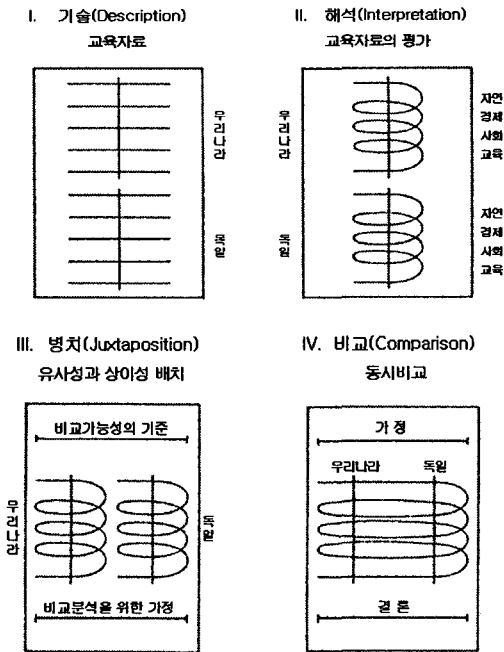 I. 기술(Description)
교육자료
우리나라
독일
II. 해석(Interpretation)
교육자료의 평가
우리나라
독일
자연
경제
사회
교육
자연
경제
사회
교육
III. 병치(Juxtaposition)
유사성과 상이성 배치
비교가능성의 기준
우리나라
독일
비교분석을 위한 가정
IV. 비교(Comparison)
동시비교
가 정
우리나라
독일
결 론